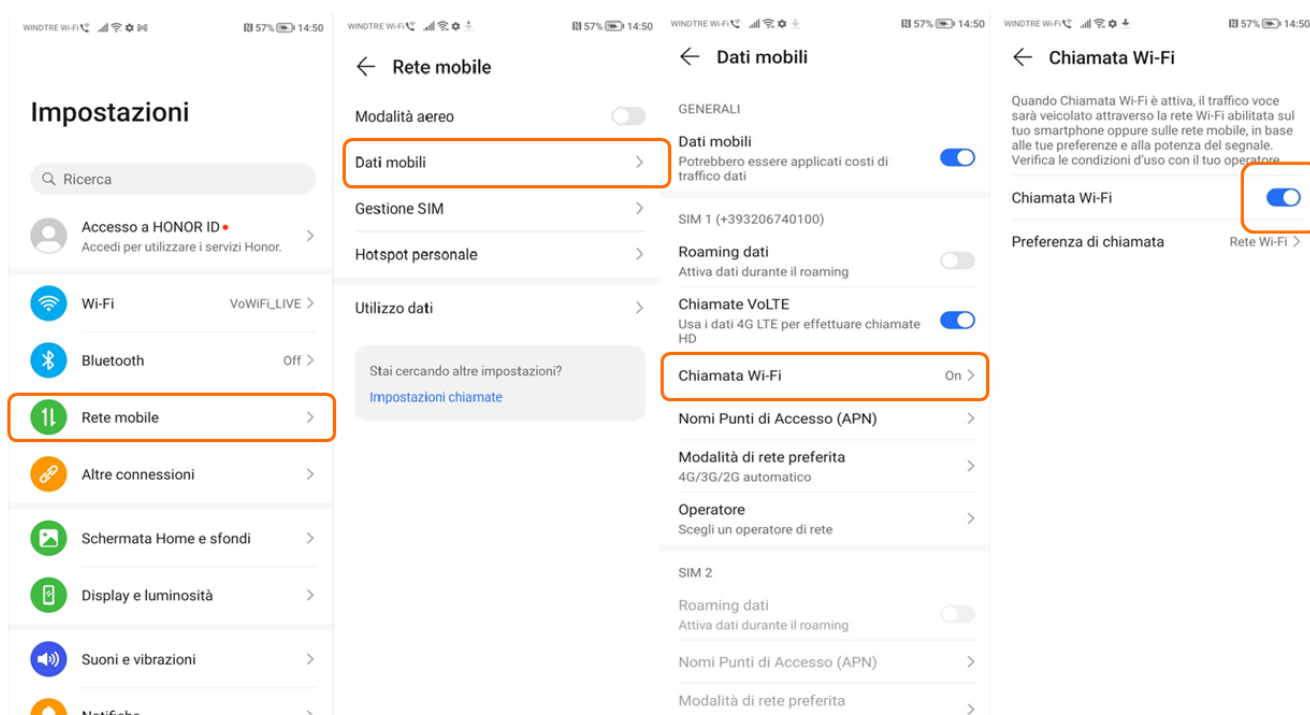 WINDTRE Wi-Fi 57% 14:50
Impostazioni
Ricerca
Accesso a HONOR ID
Accedi per utilizzare i servizi Honor.
Wi-Fi VoWiFi_LIVE
Bluetooth Off
Rete mobile
Altre connessioni
Schermata Home e sfondi
Display e luminosità
Suoni e vibrazioni
Notifiche
WINDTRE Wi-Fi 57% 14:50
Rete mobile
Modalità aereo
Dati mobili
Gestione SIM
Hotspot personale
Utilizzo dati
Stai cercando altre impostazioni?
Impostazioni chiamate
WINDTRE Wi-Fi 57% 14:50
Dati mobili
GENERALI
Dati mobili
Potrebbero essere applicati costi di
traffico dati
SIM 1 (+393206740100)
Roaming dati
Attiva dati durante il roaming
Chiamate VoLTE
Usa i dati 4G LTE per effettuare chiamate
HD
Chiamata Wi-Fi On
Nomi Punti di Accesso (APN)
Modalità di rete preferita
4G/3G/2G automatico
Operatore
Scegli un operatore di rete
SIM 2
Roaming dati
Attiva dati durante il roaming
Nomi Punti di Accesso (APN)
Modalità di rete preferita
WINDTRE Wi-Fi 57% 14:50
Chiamata Wi-Fi
Quando Chiamata Wi-Fi è attiva, il traffico voce
sarà veicolato attraverso la rete Wi-Fi abilitata sul
tuo smartphone oppure sulle rete mobile, in base
alle tue preferenze e alla potenza del segnale.
Verifica le condizioni d'uso con il tuo operatore.
Chiamata Wi-Fi
Preferenza di chiamata Rete Wi-Fi